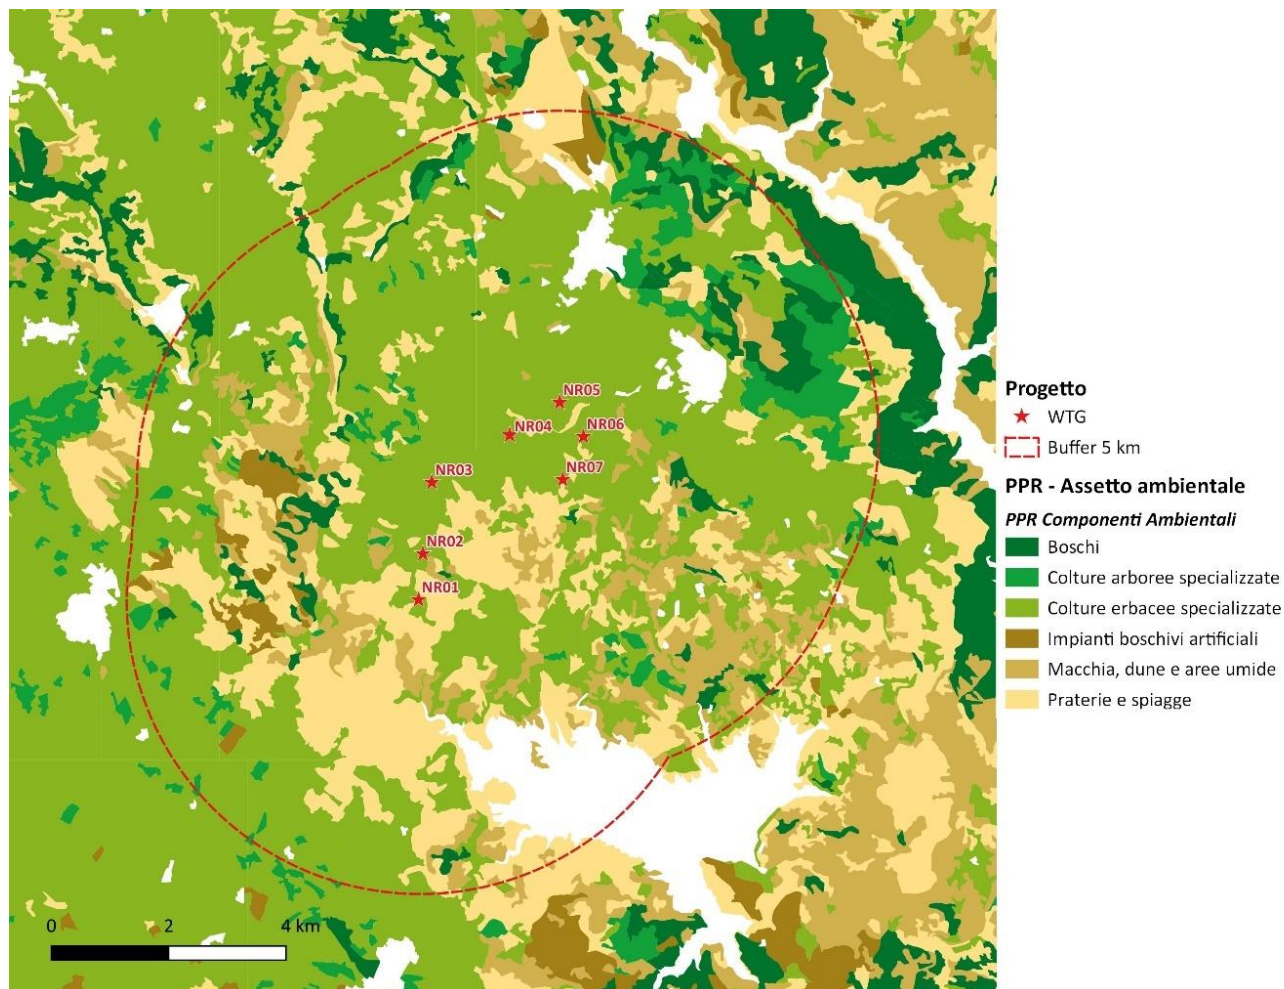 NR05
NR04
NR06
NR03
NR07
NR02
NR01
0 2 4 km
Progetto
WTG
Buffer 5 km
PPR - Assetto ambientale
PPR Componenti Ambientali
Boschi
Colture arboree specializzate
Colture erbacee specializzate
Impianti boschivi artificiali
Macchia, dune e aree umide
Praterie e spiagge